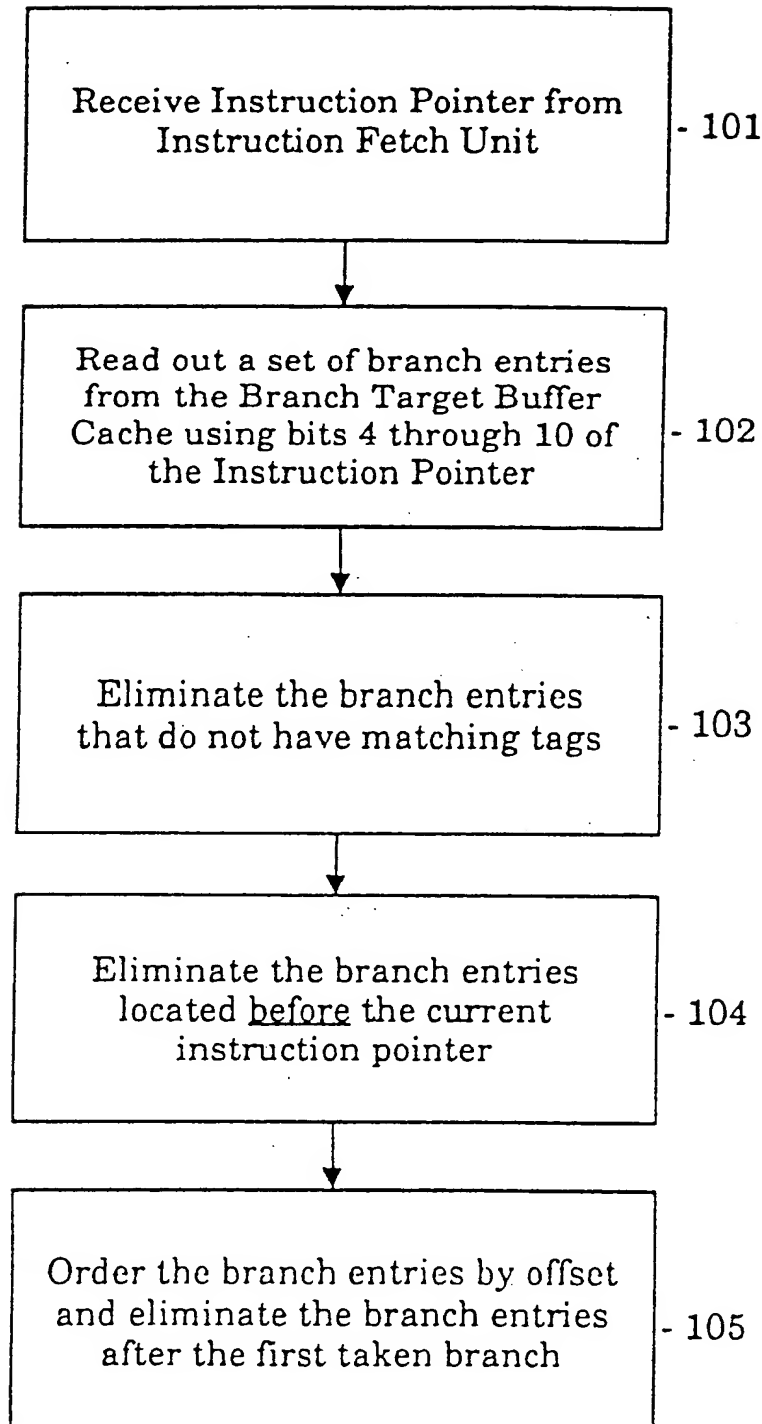 Receive Instruction Pointer from
Instruction Fetch Unit
- 101
Read out a set of branch entries
from the Branch Target Buffer
Cache using bits 4 through 10 of
the Instruction Pointer
- 102
Eliminate the branch entries
that do not have matching tags
- 103
Eliminate the branch entries
located before the current
instruction pointer
- 104
Order the branch entries by offset
and eliminate the branch entries
after the first taken branch
- 105